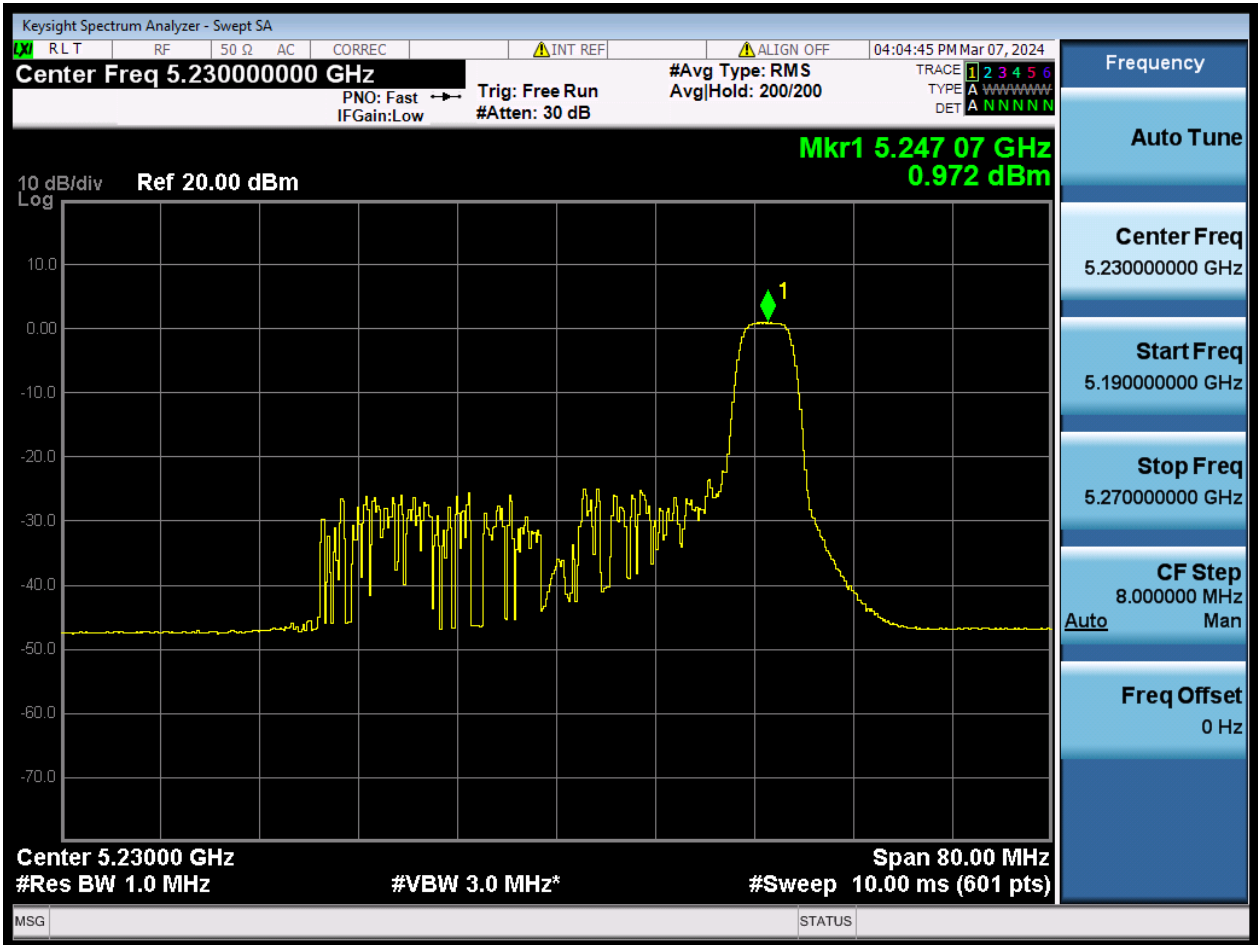 Keysight Spectrum Analyzer - Swept SA
LXI RLT RF 50 Ω AC CORREC INT REF ALIGN OFF 04:04:45 PM Mar 07, 2024
Center Freq 5.230000000 GHz
PNO: Fast
IFGain:Low
Trig: Free Run
#Atten: 30 dB
#Avg Type: RMS
Avg|Hold: 200/200
TRACE 1 2 3 4 5 6
TYPE A WWWWW
DET A N N N N N
Mkr1 5.247 07 GHz
0.972 dBm
10 dB/div Ref 20.00 dBm
Log
1
10.0
0.00
-10.0
-20.0
-30.0
-40.0
-50.0
-60.0
-70.0
Center 5.23000 GHz Span 80.00 MHz
#Res BW 1.0 MHz #VBW 3.0 MHz* #Sweep 10.00 ms (601 pts)
MSG STATUS
Frequency
Auto Tune
Center Freq
5.230000000 GHz
Start Freq
5.190000000 GHz
Stop Freq
5.270000000 GHz
CF Step
8.000000 MHz
Auto Man
Freq Offset
0 Hz